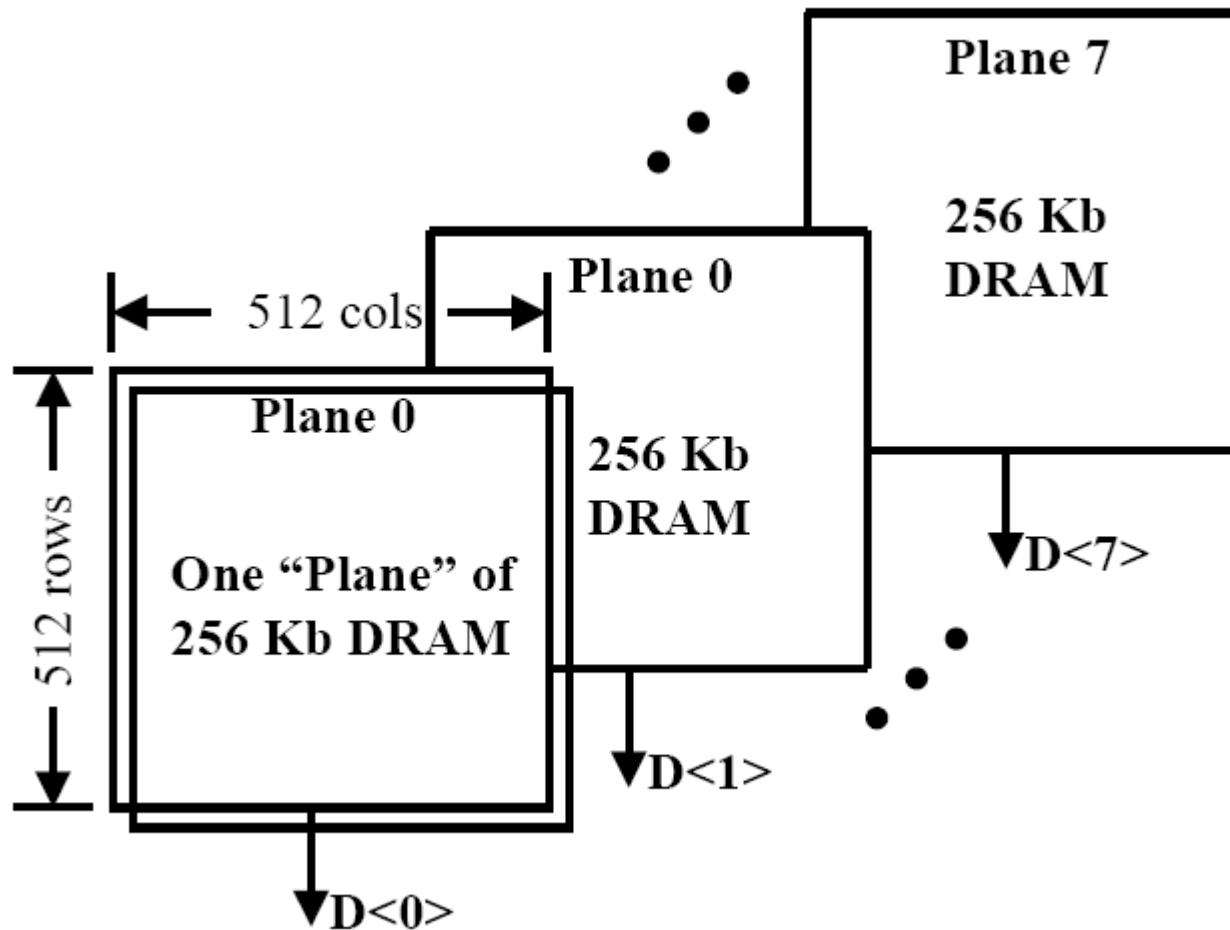 Plane 7
256 Kb
DRAM
Plane 0
512 cols
256 Kb
DRAM
Plane 0
512 rows
One “Plane” of
256 Kb DRAM
D<7>
D<1>
D<0>